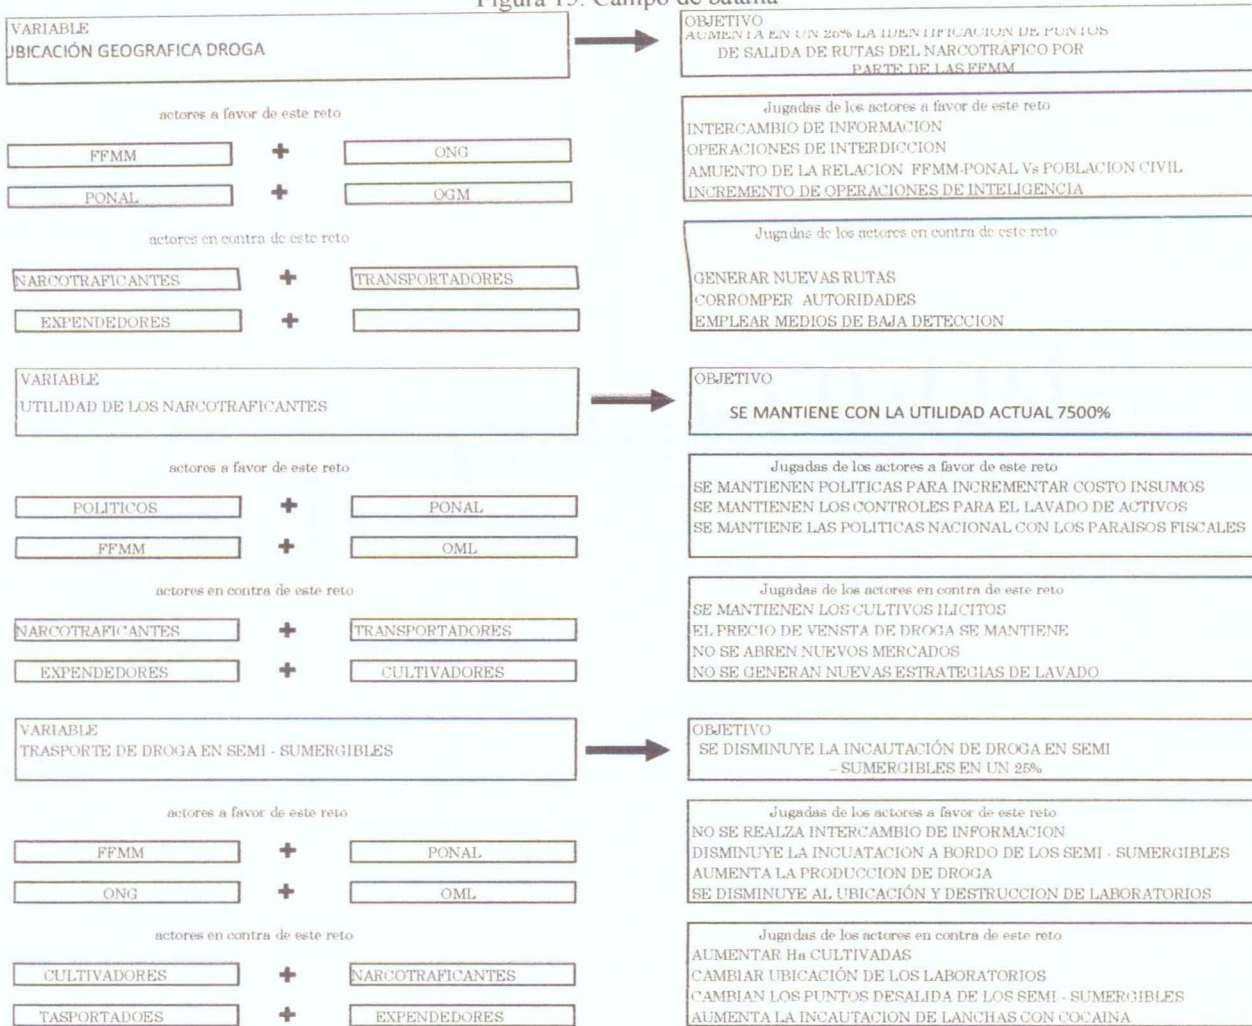 Figura 15. Campo de batalla
VARIABLE
UBICACIÓN GEOGRAFICA DROGA
OBJETIVO
AUMENTA EN UN 25% LA IDENTIFICACION DE PUNTOS
DE SALIDA DE RUTAS DEL NARCOTRAFICO POR
PARTE DE LAS FFMM
actores a favor de este reto
FFMM + ONG
PONAL + OGM
Jugadas de los actores a favor de este reto
INTERCAMBIO DE INFORMACION
OPERACIONES DE INTERDICCION
AMUENTO DE LA RELACION FFMM-PONAL Vs POBLACION CIVIL
INCREMENTO DE OPERACIONES DE INTELIGENCIA
actores en contra de este reto
NARCOTRAFICANTES + TRANSPORTADORES
EXPENDEDORES +
Jugadas de los actores en contra de este reto
GENERAR NUEVAS RUTAS
CORROMPER AUTORIDADES
EMPLEAR MEDIOS DE BAJA DETECCION
VARIABLE
UTILIDAD DE LOS NARCOTRAFICANTES
OBJETIVO
SE MANTIENE CON LA UTILIDAD ACTUAL 7500%
actores a favor de este reto
POLITICOS + PONAL
FFMM + OML
Jugadas de los actores a favor de este reto
SE MANTIENEN POLITICAS PARA INCREMENTAR COSTO INSUMOS
SE MANTIENEN LOS CONTROLES PARA EL LAVADO DE ACTIVOS
SE MANTIENE LAS POLITICAS NACIONAL CON LOS PARAISOS FISCALES
actores en contra de este reto
NARCOTRAFICANTES + TRANSPORTADORES
EXPENDEDORES + CULTIVADORES
Jugadas de los actores en contra de este reto
SE MANTIENEN LOS CULTIVOS ILICITOS
EL PRECIO DE VENSTA DE DROGA SE MANTIENE
NO SE ABREN NUEVOS MERCADOS
NO SE GENERAN NUEVAS ESTRATEGIAS DE LAVADO
VARIABLE
TRASPORTE DE DROGA EN SEMI - SUMERGIBLES
OBJETIVO
SE DISMINUYE LA INCAUTACIÓN DE DROGA EN SEMI
– SUMERGIBLES EN UN 25%
actores a favor de este reto
FFMM + PONAL
ONG + OML
Jugadas de los actores a favor de este reto
NO SE REALZA INTERCAMBIO DE INFORMACION
DISMINUYE LA INCUATACION A BORDO DE LOS SEMI - SUMERGIBLES
AUMENTA LA PRODUCCION DE DROGA
SE DISMINUYE AL UBICACIÓN Y DESTRUCCION DE LABORATORIOS
actores en contra de este reto
CULTIVADORES + NARCOTRAFICANTES
TASPORTADOES + EXPENDEDORES
Jugadas de los actores en contra de este reto
AUMENTAR Ha CULTIVADAS
CAMBIAR UBICACIÓN DE LOS LABORATORIOS
CAMBIAN LOS PUNTOS DESALIDA DE LOS SEMI - SUMERGIBLES
AUMENTA LA INCAUTACION DE LANCHAS CON COCAINA